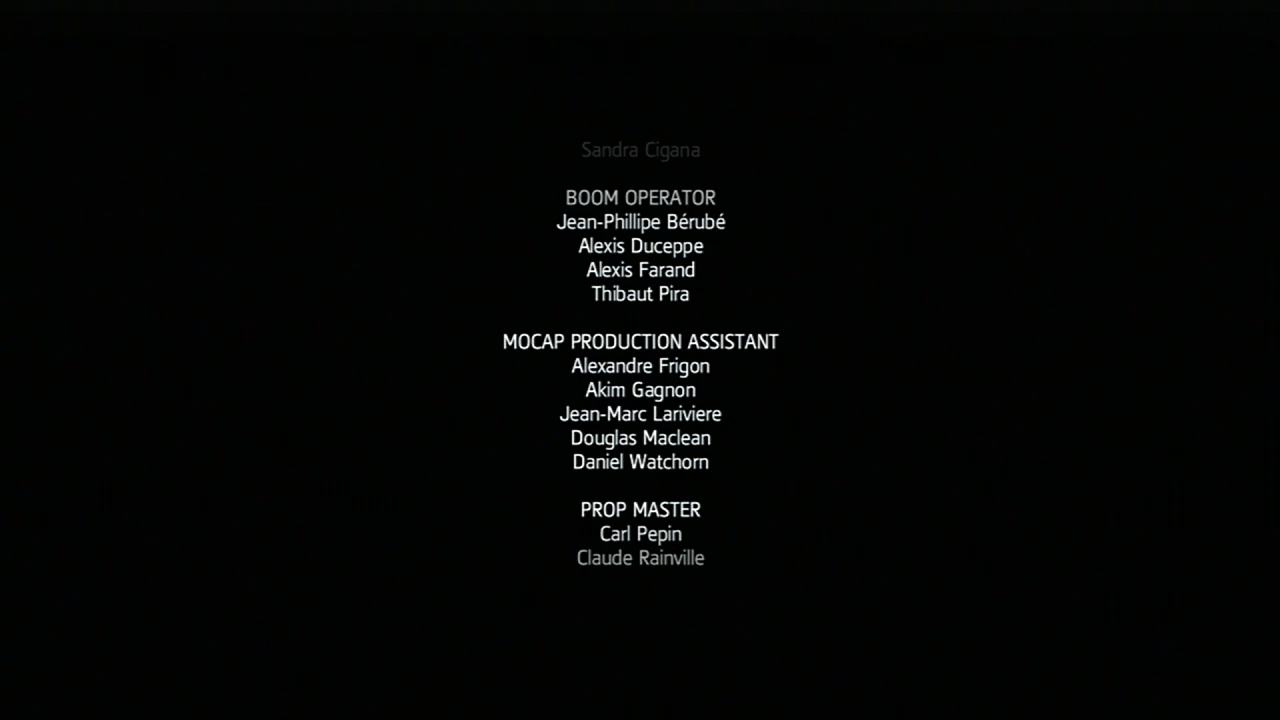 Sandra Cigana
BOOM OPERATOR
Jean-Phillipe Bérubé
Alexis Duceppe
Alexis Farand
Thibaut Pira
MOCAP PRODUCTION ASSISTANT
Alexandre Frigon
Akim Gagnon
Jean-Marc Lariviere
Douglas Maclean
Daniel Watchorn
PROP MASTER
Carl Pepin
Claude Rainville